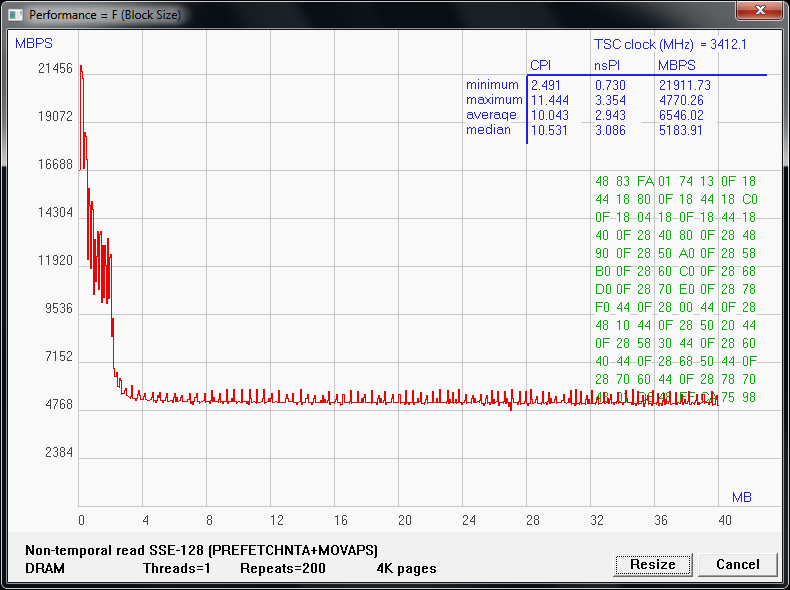 Performance = F (Block Size)
MBPS
TSC clock (MHz) = 3412.1
CPI nsPI MBPS
minimum 2.491 0.730 21911.73
maximum 11.444 3.354 4770.26
average 10.043 2.943 6546.02
median 10.531 3.086 5183.91
21456
19072
16688
14304
11920
9536
7152
4768
2384
48 83 FA 01 74 13 0F 18
44 18 80 0F 18 44 18 C0
0F 18 04 18 0F 18 44 18
40 0F 28 40 80 0F 28 48
90 0F 28 50 A0 0F 28 58
B0 0F 28 60 C0 0F 28 68
D0 0F 28 70 E0 0F 28 78
F0 44 0F 28 00 44 0F 28
48 10 44 0F 28 50 20 44
0F 28 58 30 44 0F 28 60
40 44 0F 28 68 50 44 0F
28 70 60 44 0F 28 78 70
75 98
MB
0 4 8 12 16 20 24 28 32 36 40
Non-temporal read SSE-128 (PREFETCHNTA+MOVAPS)
DRAM Threads=1 Repeats=200 4K pages
Resize Cancel